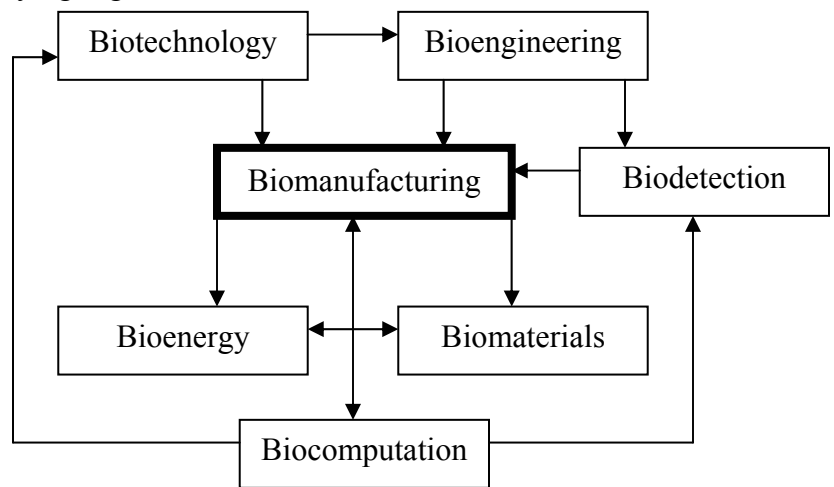 Biotechnology
Bioengineering
Biomanufacturing
Biodetection
Bioenergy
Biomaterials
Biocomputation